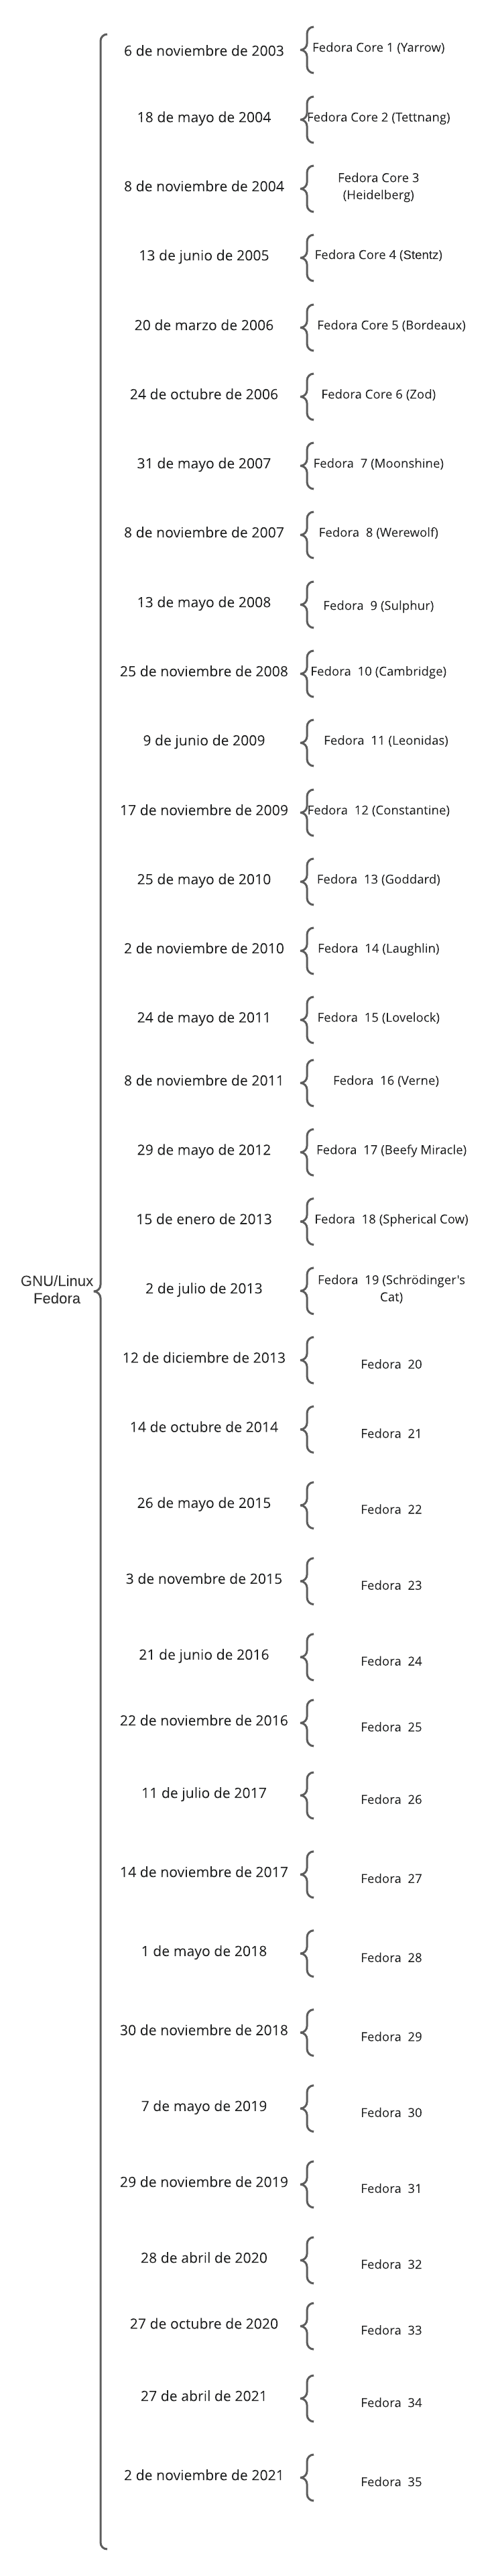 6 de noviembre de 2003
Fedora Core 1 (Yarrow)
18 de mayo de 2004
Fedora Core 2 (Tettnang)
8 de noviembre de 2004
Fedora Core 3
(Heidelberg)
13 de junio de 2005
Fedora Core 4 (Stentz)
20 de marzo de 2006
Fedora Core 5 (Bordeaux)
24 de octubre de 2006
Fedora Core 6 (Zod)
31 de mayo de 2007
Fedora 7 (Moonshine)
8 de noviembre de 2007
Fedora 8 (Werewolf)
13 de mayo de 2008
Fedora 9 (Sulphur)
25 de noviembre de 2008
Fedora 10 (Cambridge)
9 de junio de 2009
Fedora 11 (Leonidas)
17 de noviembre de 2009
Fedora 12 (Constantine)
25 de mayo de 2010
Fedora 13 (Goddard)
2 de noviembre de 2010
Fedora 14 (Laughlin)
24 de mayo de 2011
Fedora 15 (Lovelock)
8 de noviembre de 2011
Fedora 16 (Verne)
29 de mayo de 2012
Fedora 17 (Beefy Miracle)
15 de enero de 2013
Fedora 18 (Spherical Cow)
GNU/Linux
Fedora
2 de julio de 2013
Fedora 19 (Schrödinger's
Cat)
12 de diciembre de 2013
Fedora 20
14 de octubre de 2014
Fedora 21
26 de mayo de 2015
Fedora 22
3 de novembre de 2015
Fedora 23
21 de junio de 2016
Fedora 24
22 de noviembre de 2016
Fedora 25
11 de julio de 2017
Fedora 26
14 de noviembre de 2017
Fedora 27
1 de mayo de 2018
Fedora 28
30 de noviembre de 2018
Fedora 29
7 de mayo de 2019
Fedora 30
29 de noviembre de 2019
Fedora 31
28 de abril de 2020
Fedora 32
27 de octubre de 2020
Fedora 33
27 de abril de 2021
Fedora 34
2 de noviembre de 2021
Fedora 35